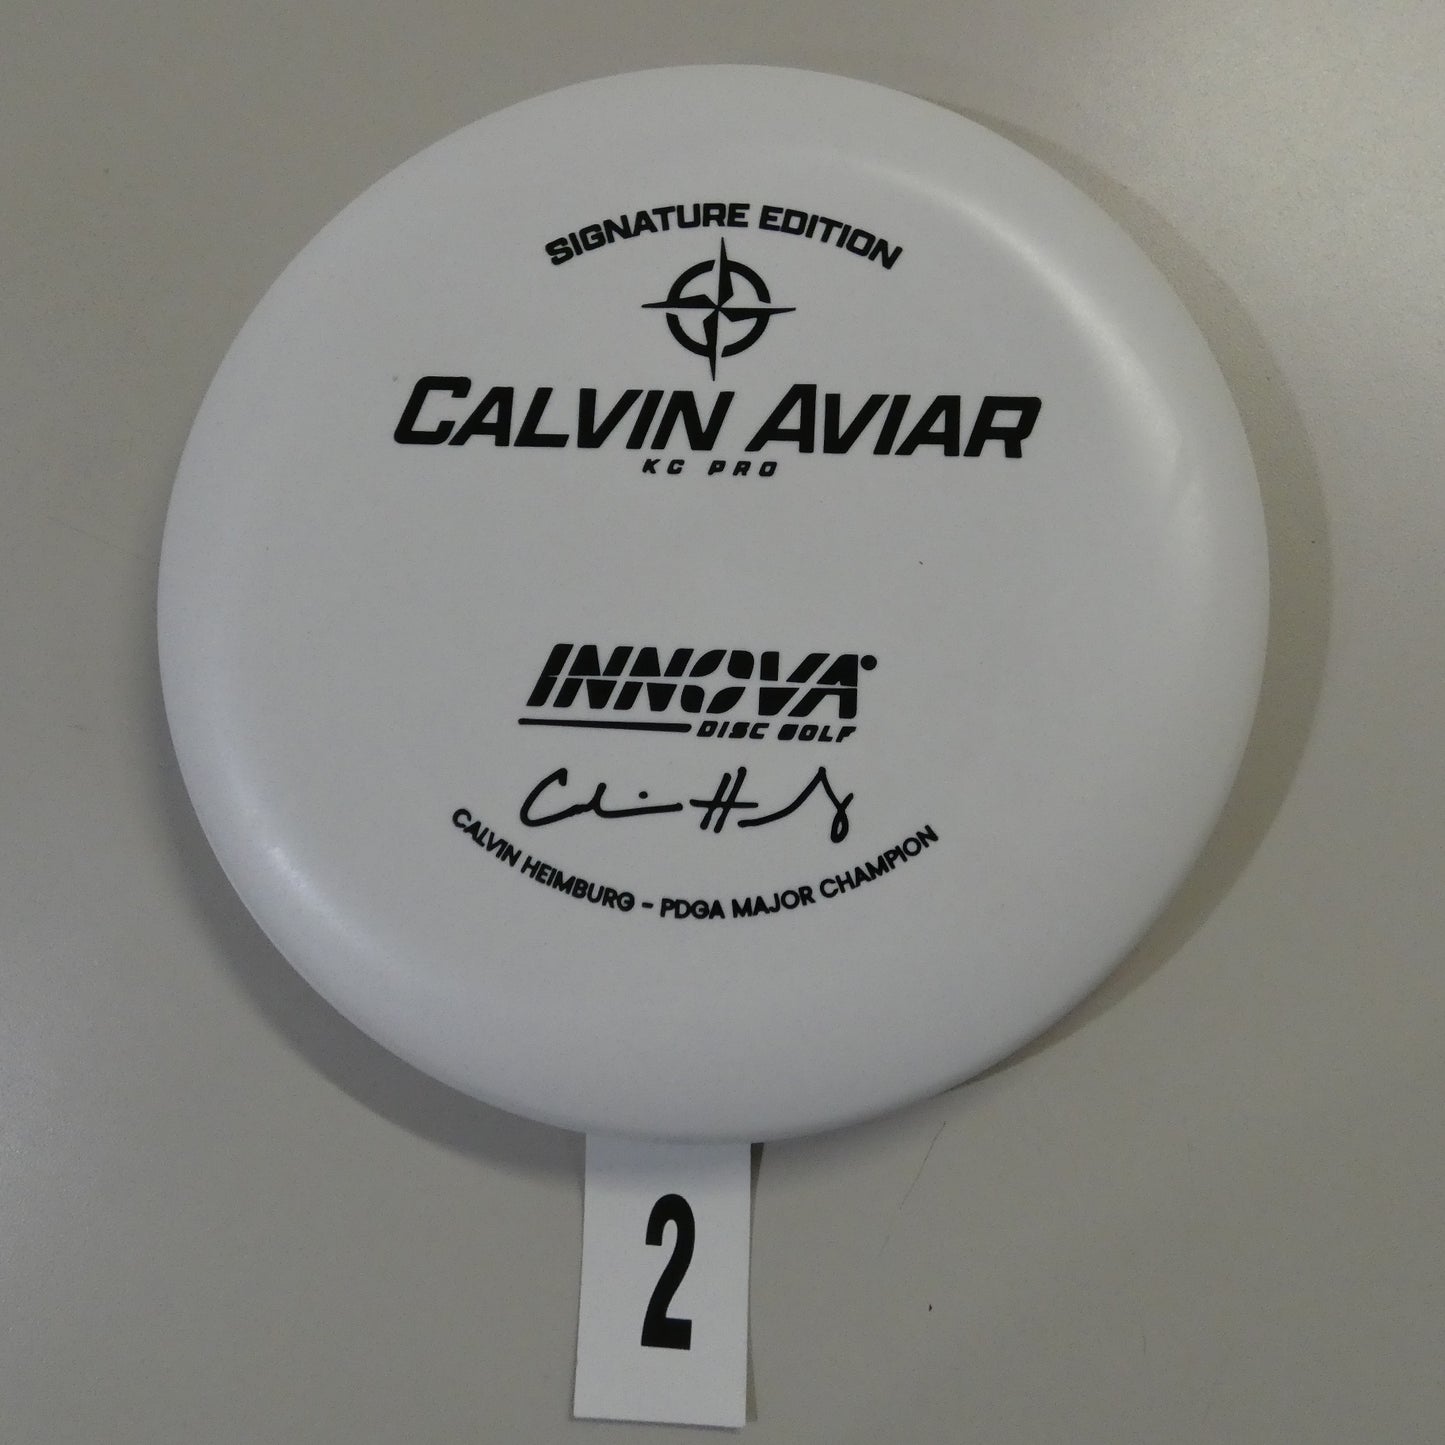 SIGNATURE EDITION
CALVIN AVIAR
KC PRO
INNOVA
DISC GOLF
CALVIN HEIMBURG - PDGA MAJOR CHAMPION
2